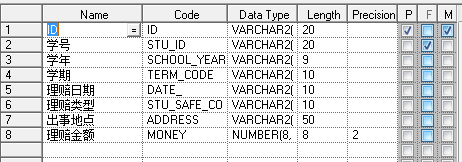 Name Code Data Type Length Precision P F M
1 ID = ID VARCHAR2( 20
2 学号 STU_ID VARCHAR2( 20
3 学年 SCHOOL_YEAR VARCHAR2( 9
4 学期 TERM_CODE VARCHAR2( 10
5 理赔日期 DATE_ VARCHAR2( 10
6 理赔类型 STU_SAFE_CO VARCHAR2( 10
7 出事地点 ADDRESS VARCHAR2( 50
8 理赔金额 MONEY NUMBER(8, 8 2